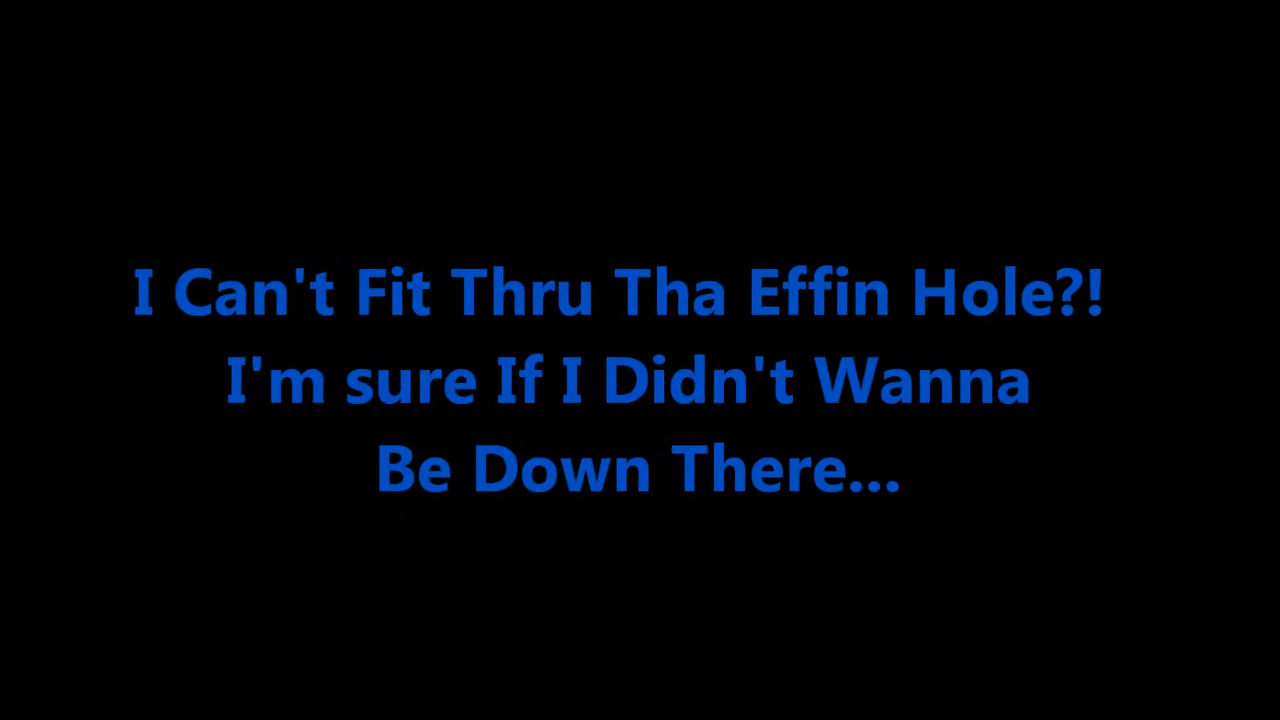 I Can't Fit Thru Tha Effin Hole?!
I'm sure If I Didn't Wanna
Be Down There...